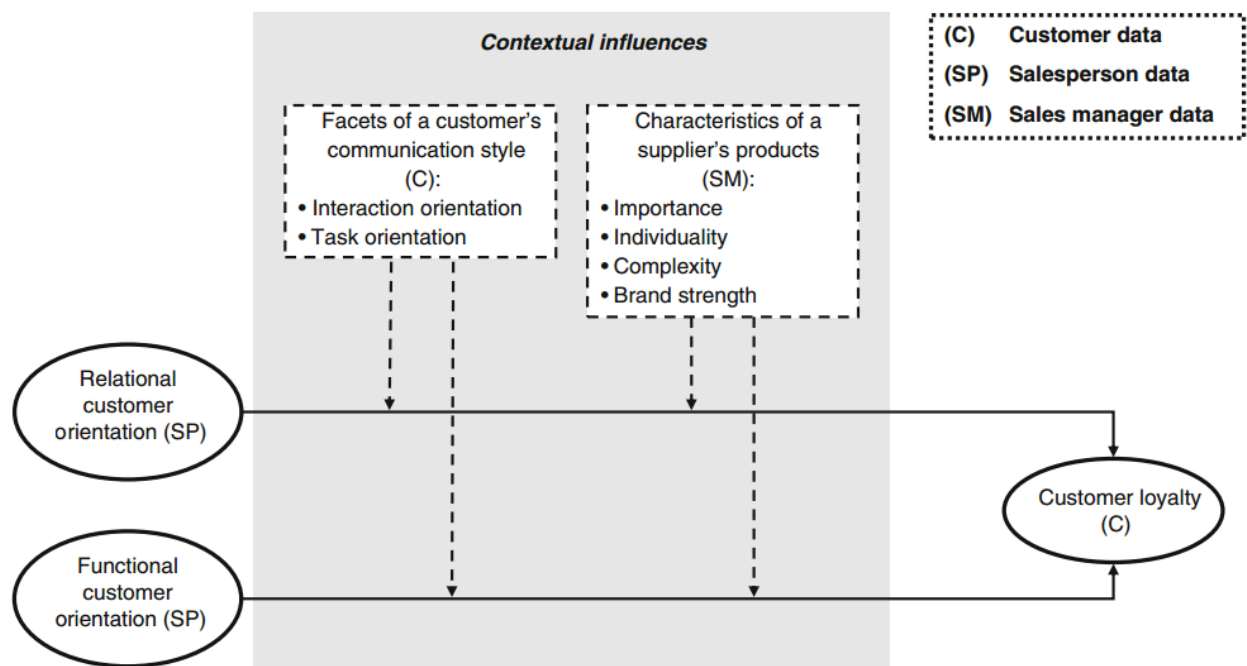 Contextual influences
(C) Customer data
(SP) Salesperson data
(SM) Sales manager data
Facets of a customer's
communication style
(C):
• Interaction orientation
• Task orientation
Characteristics of a
supplier's products
(SM):
• Importance
• Individuality
• Complexity
• Brand strength
Relational
customer
orientation (SP)
Customer loyalty
(C)
Functional
customer
orientation (SP)